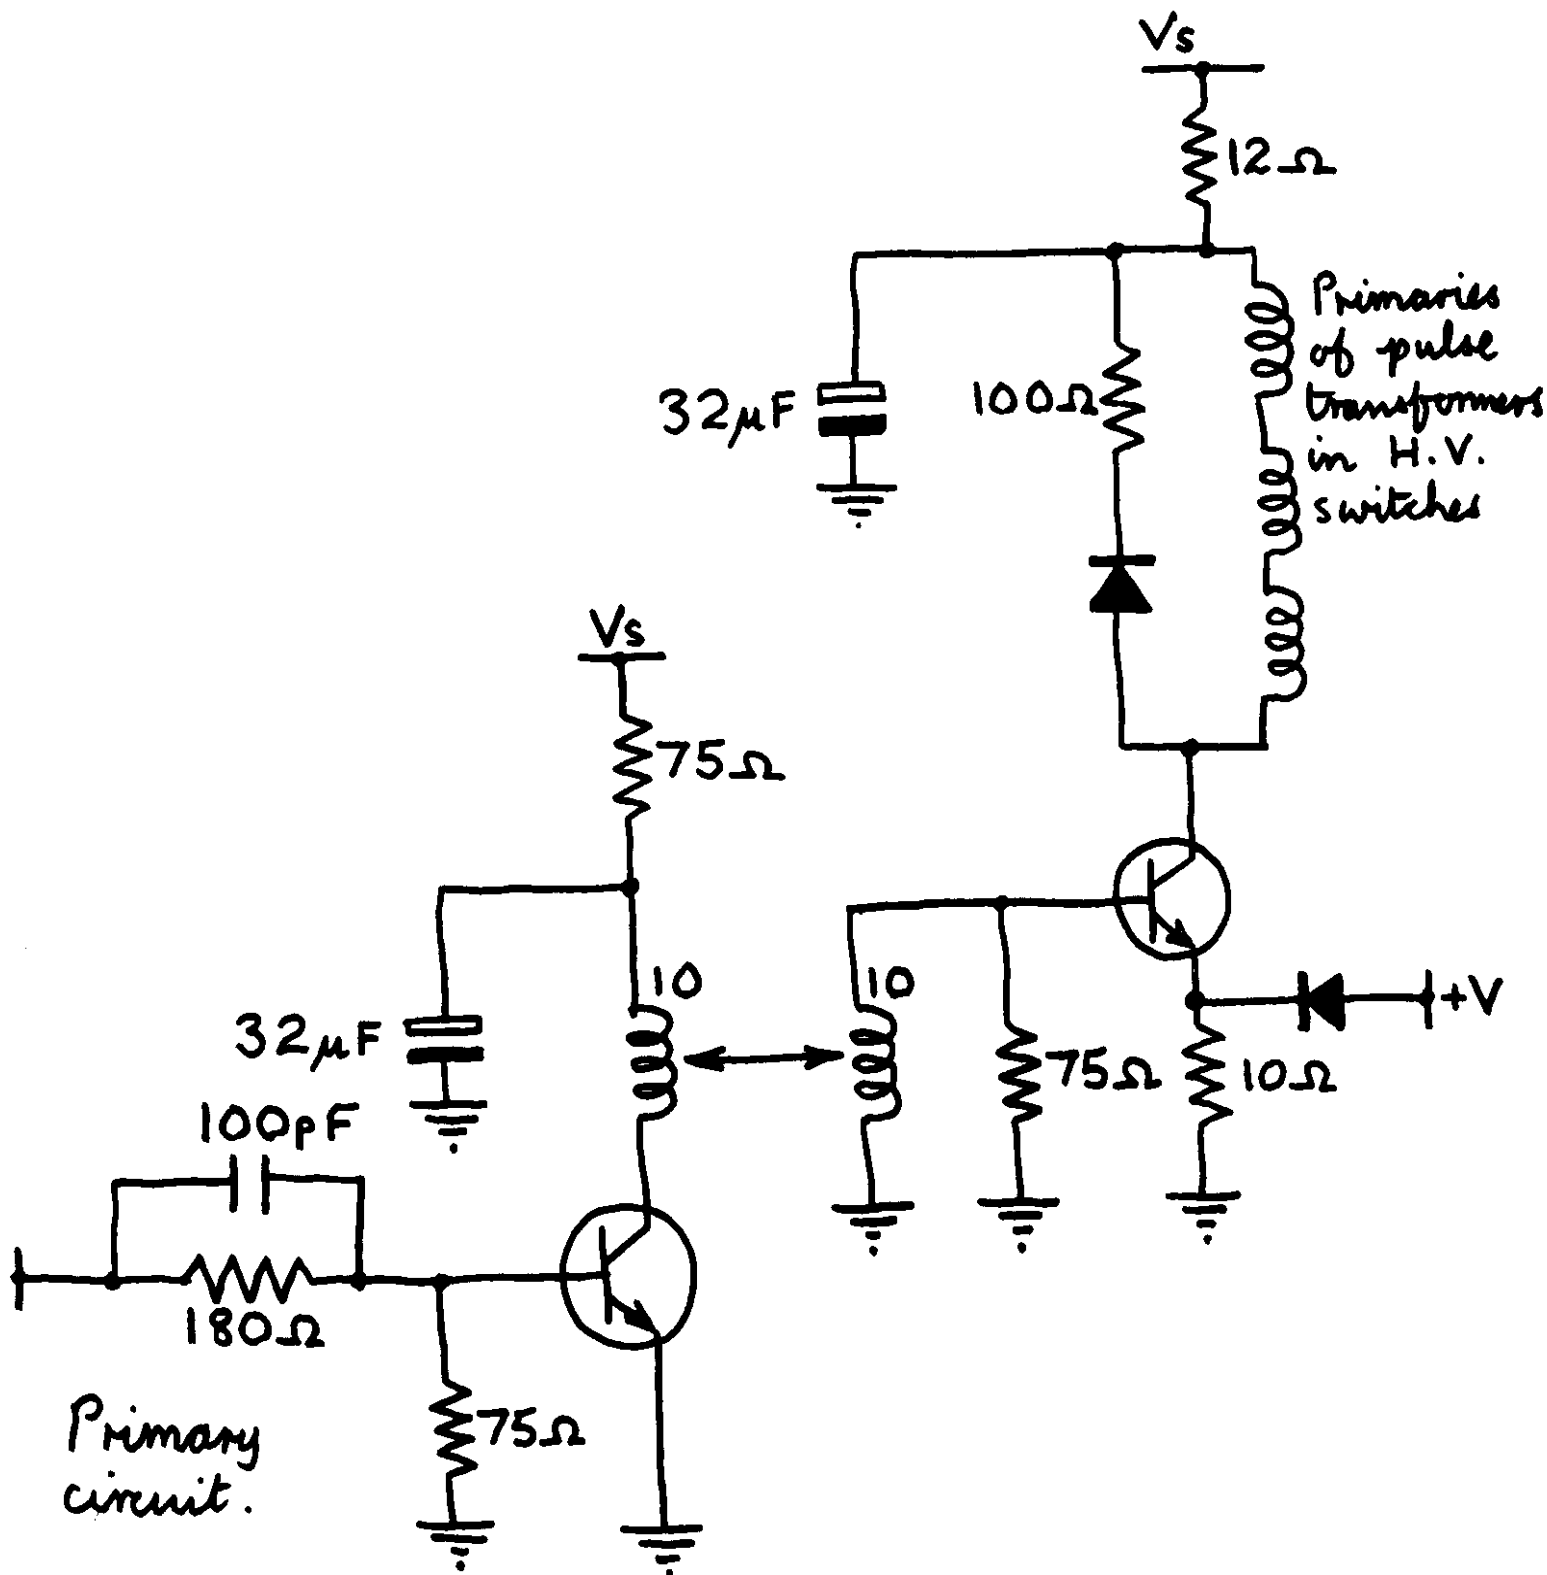 Vs
12Ω
Primaries
of pulse
transformers
in H.V.
switches
32μF
100Ω
Vs
75Ω
10
10
32μF
75Ω
10Ω
+V
100pF
180Ω
75Ω
Primary
circuit.